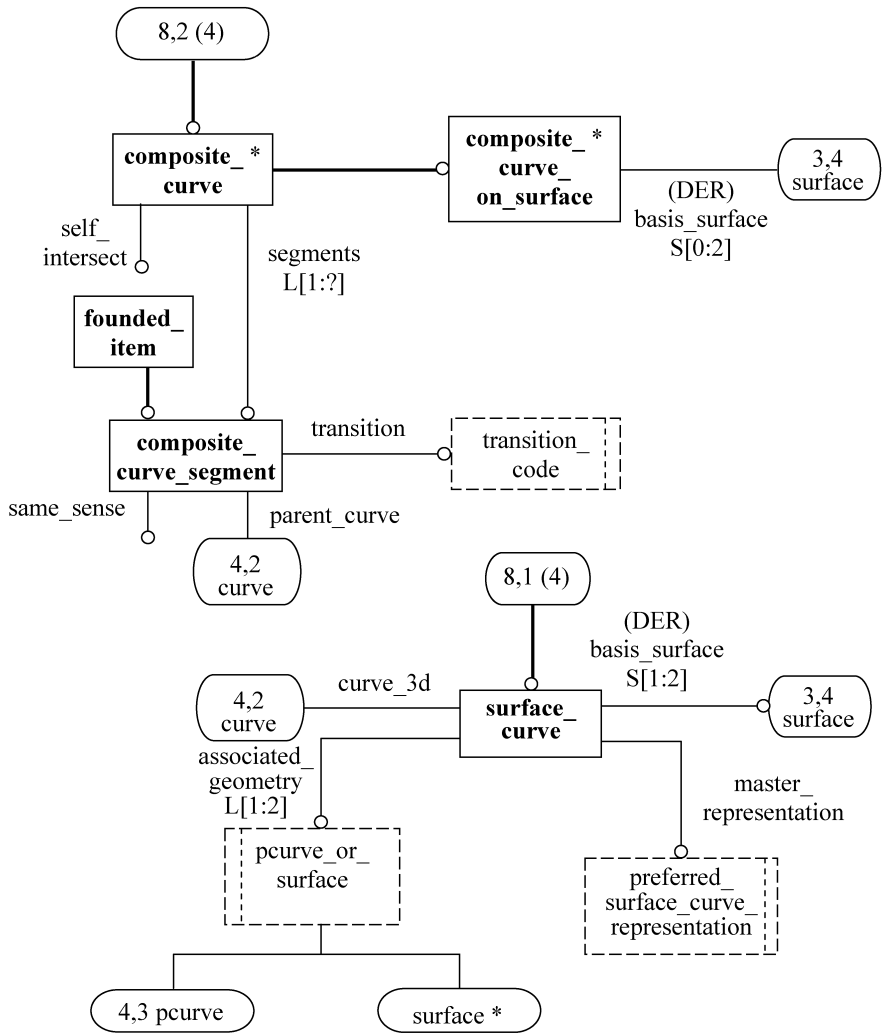 8,2 (4)
composite_ *
curve
composite_ *
curve_
on_surface
3,4
surface
(DER)
basis_surface
S[0:2]
self_
intersect
segments
L[1:?]
founded_
item
composite_
curve_segment
transition
transition_
code
same_sense
parent_curve
4,2
curve
8,1 (4)
(DER)
basis_surface
S[1:2]
4,2
curve
curve_3d
surface_
curve
3,4
surface
associated_
geometry
L[1:2]
master_
representation
pcurve_or_
surface
preferred_
surface_curve_
representation
4,3 pcurve
surface *